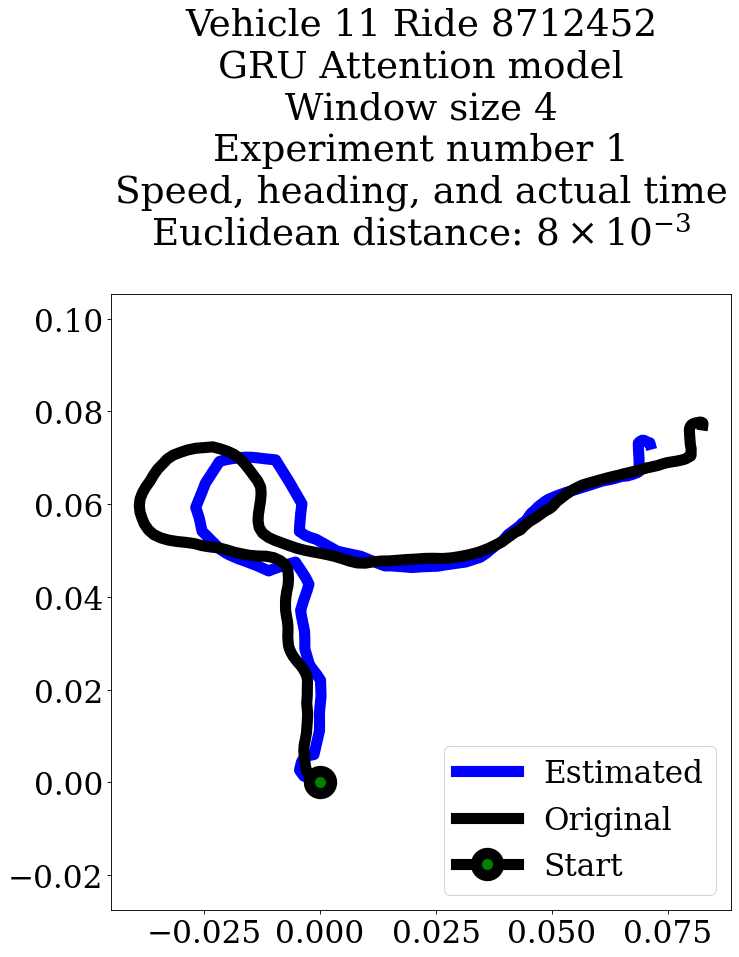 Vehicle 11 Ride 8712452
GRU Attention model
Window size 4
Experiment number 1
Speed, heading, and actual time
Euclidean distance: 8 × 10⁻³
0.10
0.08
0.06
0.04
0.02
0.00
−0.02
Estimated
Original
Start
−0.025 0.000 0.025 0.050 0.075